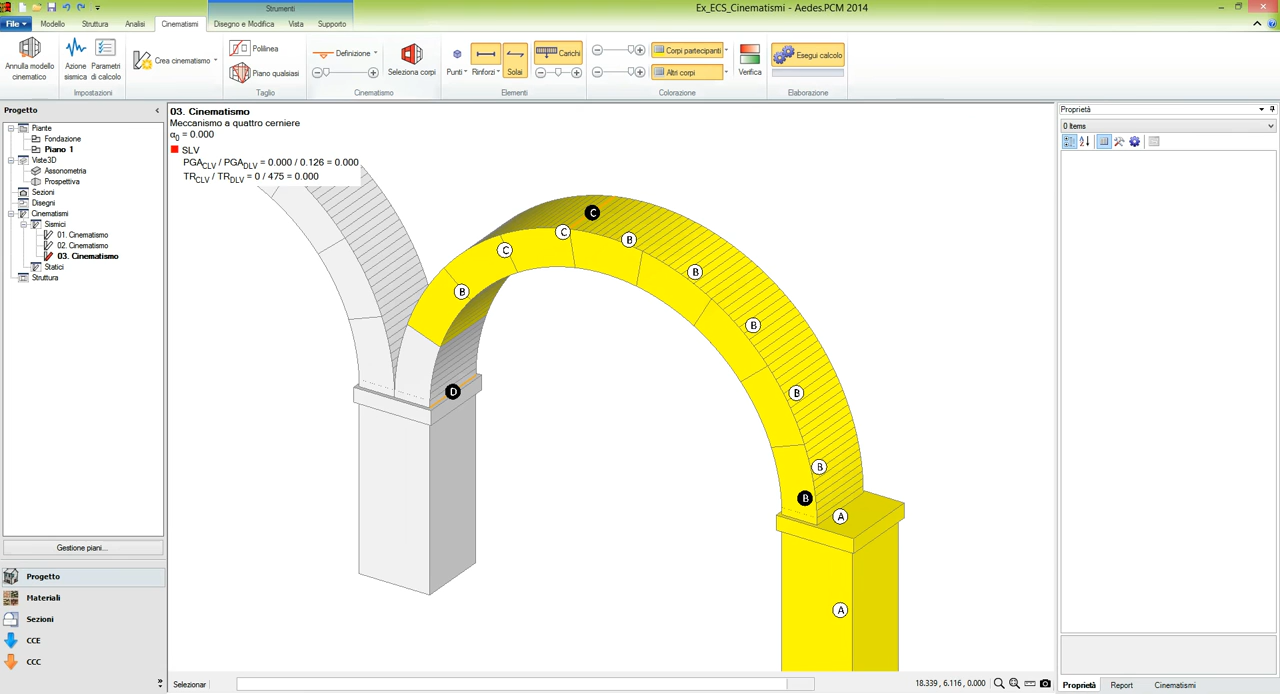 Ex_ECS_Cinematismi - Aedes.PCM 2014
Strumenti
File
Modello
Struttura
Analisi
Cinematismi
Disegno e Modifica
Vista
Supporto
Annulla modello cinematico
Azione sismica
Parametri di calcolo
Impostazioni
Crea cinematismo
Polilinea
Piano qualsiasi
Taglio
Definizione
Seleziona corpi
Cinematismo
Punti
Rinforzi
Solai
Carichi
Elementi
Corpi partecipanti
Altri corpi
Colorazione
Verifica
Esegui calcolo
Elaborazione
Progetto
Piante
Fondazione
Piano 1
Viste3D
Assonometria
Prospettiva
Sezioni
Disegni
Cinematismi
Sismici
01. Cinematismo
02. Cinematismo
03. Cinematismo
Statici
Struttura
Gestione piani...
Progetto
Materiali
Sezioni
CCE
CCC
03. Cinematismo
Meccanismo a quattro cerniere
α0 = 0.000
SLV
PGACLV / PGADLV = 0.000 / 0.126 = 0.000
TRCLV / TRDLV = 0 / 475 = 0.000
C
C
B
C
B
B
B
D
B
B
B
A
A
Proprietà
0 Items
Selezionar
18.339 , 6.116 , 0.000
Proprietà
Report
Cinematismi